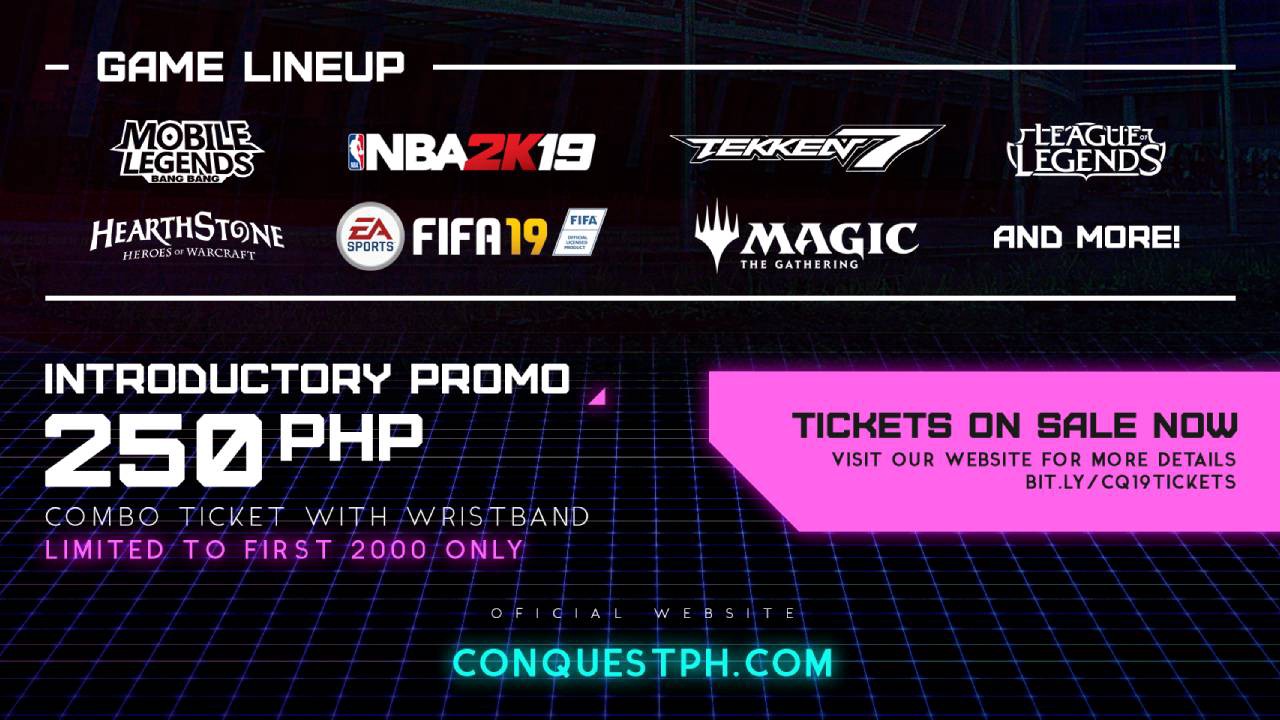 GAME LINEUP
MOBILE
LEGENDS
BANG BANG
NBA
NBA2K19
TEKKEN 7
LEAGUE OF
LEGENDS
HEARTHSTONE
HEROES OF WARCRAFT
EA
SPORTS
FIFA 19
FIFA
OFFICIAL
LICENSED
PRODUCT
MAGIC
THE GATHERING
AND MORE!
INTRODUCTORY PROMO
250 PHP
COMBO TICKET WITH WRISTBAND
LIMITED TO FIRST 2000 ONLY
TICKETS ON SALE NOW
VISIT OUR WEBSITE FOR MORE DETAILS
BIT.LY/CQ19TICKETS
OFICIAL WEBSITE
CONQUESTPH.COM